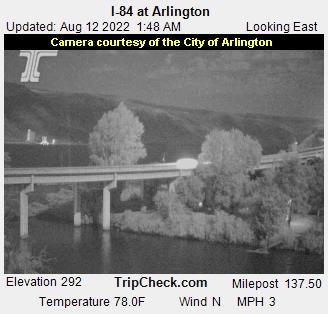 I-84 at Arlington
Updated: Aug 12 2022 1:48 AM Looking East
Camera courtesy of the City of Arlington
Elevation 292 TripCheck.com Milepost 137.50
Temperature 78.0F Wind N MPH 3